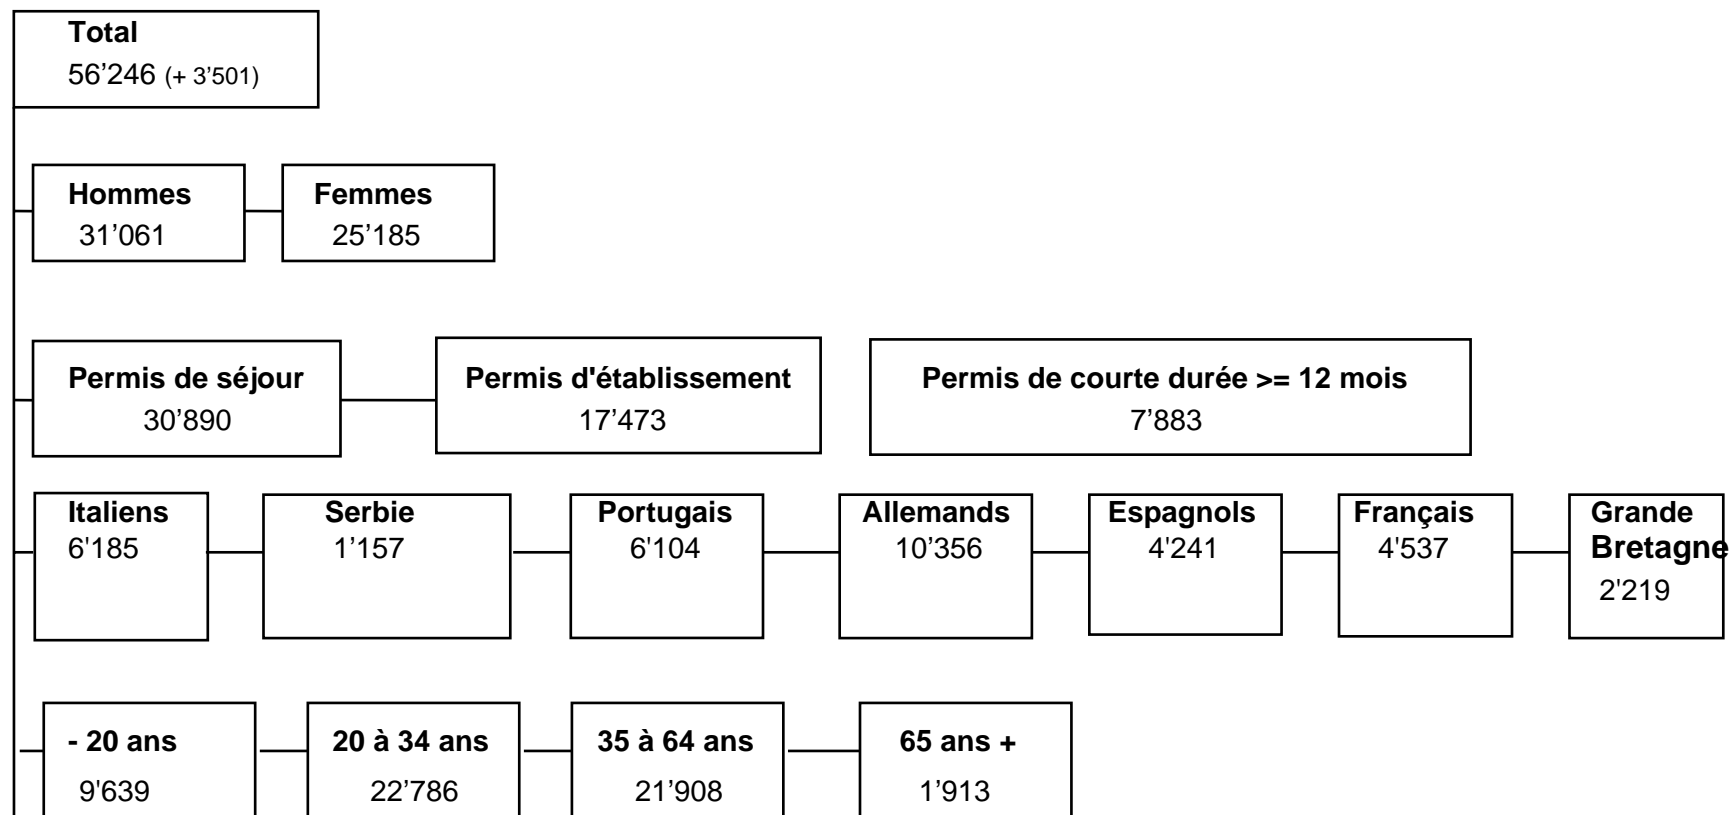 Total
56’246 (+ 3’501)
Hommes
31’061
Femmes
25’185
Permis de séjour
30’890
Permis d'établissement
17’473
Permis de courte durée >= 12 mois
7’883
Italiens
6'185
Serbie
1’157
Portugais
6’104
Allemands
10’356
Espagnols
4’241
Français
4’537
Grande
Bretagne
2'219
- 20 ans
9'639
20 à 34 ans
22’786
35 à 64 ans
21’908
65 ans +
1’913